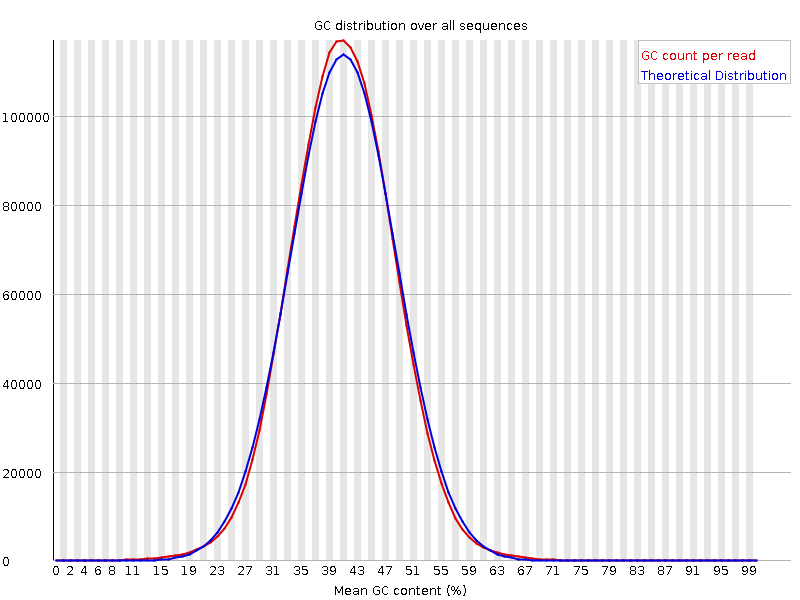 GC distribution over all sequences
GC count per read
Theoretical Distribution
100000
80000
60000
40000
20000
0
0 2 4 6 8 11 15 19 23 27 31 35 39 43 47 51 55 59 63 67 71 75 79 83 87 91 95 99
Mean GC content (%)